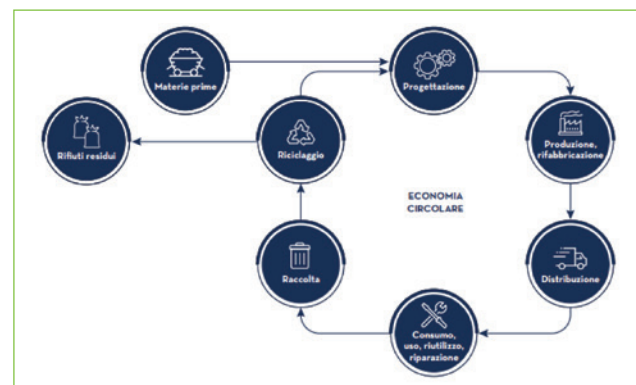 Materie prime
Progettazione
Rifiuti residui
Riciclaggio
Produzione,
rifabbricazione
ECONOMIA
CIRCOLARE
Raccolta
Distribuzione
Consumo,
uso, riutilizzo,
riparazione